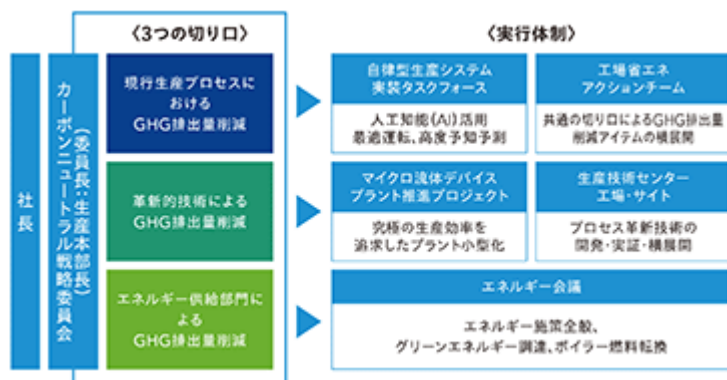 〈3つの切り口〉
〈実行体制〉
社長
カーボンニュートラル戦略委員会
(委員長:生産本部長)
現行生産プロセスに
おける
GHG排出量削減
自律型生産システム
実装タスクフォース
人工知能(AI)活用
最適運転、高度予知予測
工場省エネ
アクションチーム
共通の切り口によるGHG排出量
削減アイテムの横展開
革新的技術による
GHG排出量削減
マイクロ流体デバイス
プラント推進プロジェクト
究極の生産効率を
追求したプラント小型化
生産技術センター
工場・サイト
プロセス革新技術の
開発・実証・横展開
エネルギー供給部門に
よる
GHG排出量削減
エネルギー会議
エネルギー施策全般、
グリーンエネルギー調達、ボイラー燃料転換